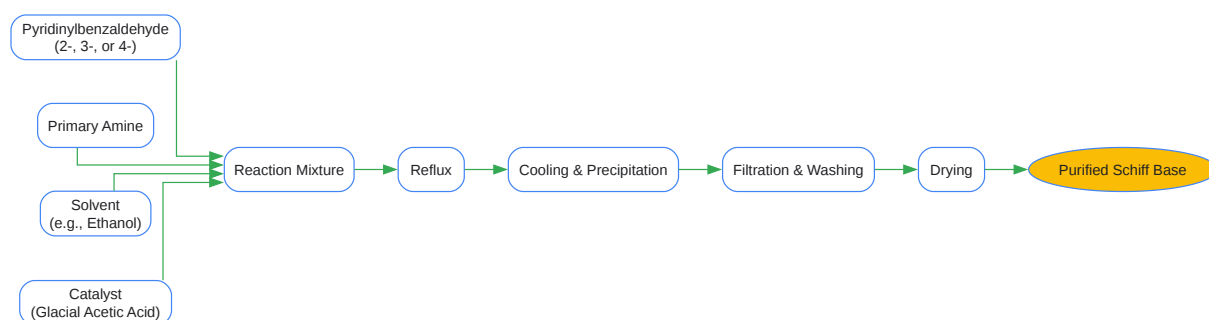 Pyridinylbenzaldehyde
(2-, 3-, or 4-)
Primary Amine
Solvent
(e.g., Ethanol)
Catalyst
(Glacial Acetic Acid)
Reaction Mixture
Reflux
Cooling & Precipitation
Filtration & Washing
Drying
Purified Schiff Base